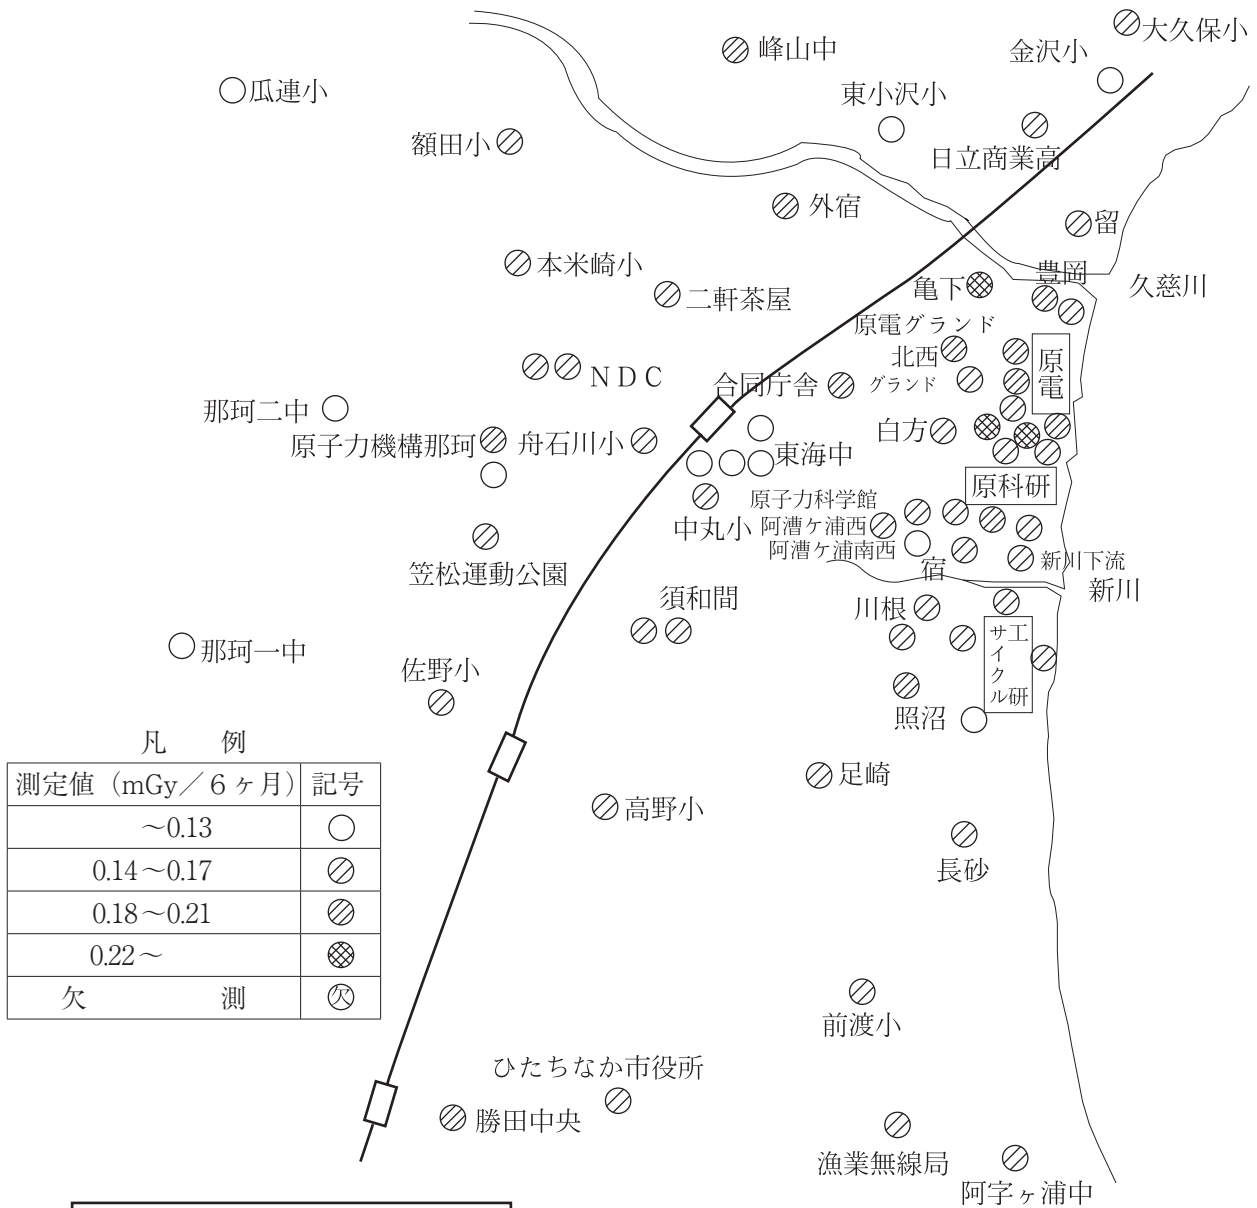 大久保小
峰山中
金沢小
瓜連小
東小沢小
額田小
日立商業高
外宿
留
本米崎小
豊岡
久慈川
二軒茶屋
亀下
原電グランド
北西
原電
NDC
合同庁舎
グランド
那珂二中
原子力機構那珂
舟石川小
白方
東海中
原科研
原子力科学館
中丸小
阿漕ケ浦西
阿漕ケ浦南西
新川下流
笠松運動公園
宿
新川
須和間
川根
サイクル工研
那珂一中
佐野小
照沼
凡 例
測定値（mGy／6ヶ月） 記号
～0.13
0.14～0.17
0.18～0.21
0.22～
欠 測 欠
足崎
高野小
長砂
前渡小
ひたちなか市役所
勝田中央
漁業無線局
阿字ヶ浦中